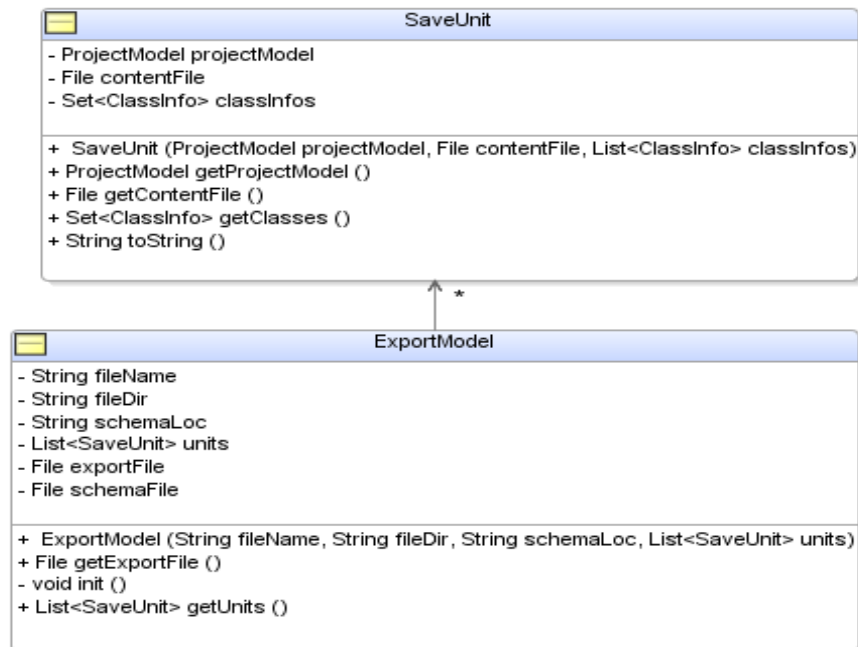 SaveUnit
- ProjectModel projectModel
- File contentFile
- Set<ClassInfo> classInfos
+ SaveUnit (ProjectModel projectModel, File contentFile, List<ClassInfo> classInfos)
+ ProjectModel getProjectModel ()
+ File getContentFile ()
+ Set<ClassInfo> getClasses ()
+ String toString ()
*
ExportModel
- String fileName
- String fileDir
- String schemaLoc
- List<SaveUnit> units
- File exportFile
- File schemaFile
+ ExportModel (String fileName, String fileDir, String schemaLoc, List<SaveUnit> units)
+ File getExportFile ()
- void init ()
+ List<SaveUnit> getUnits ()